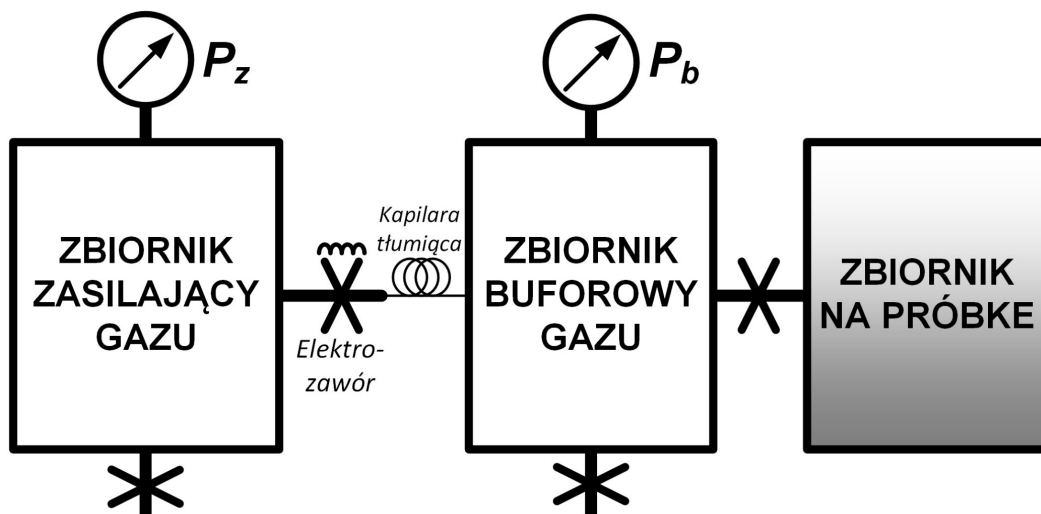 P_z
P_b
ZBIORNIK
ZASILAJĄCY
GAZU
Elektro-
zawór
Kapilara
tłumiąca
ZBIORNIK
BUFOROWY
GAZU
ZBIORNIK
NA PRÓBKE